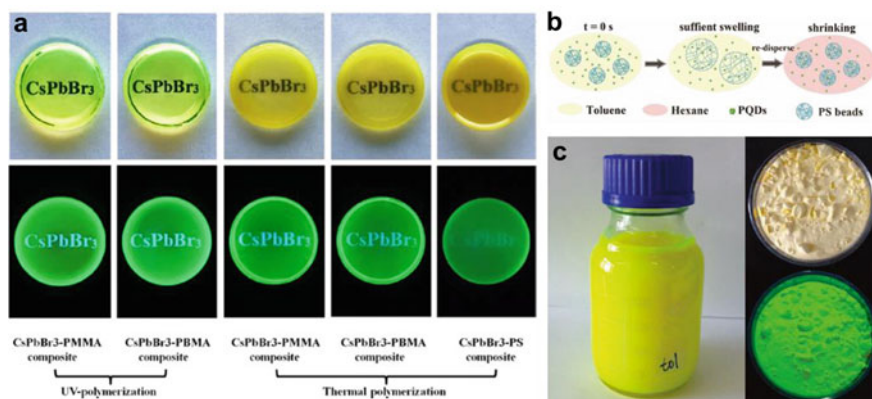 a
CsPbBr₃
CsPbBr₃
CsPbBr₃
CsPbBr₃
CsPbBr₃
CsPbBr₃
CsPbBr₃
CsPbBr₃
CsPbBr₃
CsPbBr₃
CsPbBr3-PMMA
composite
CsPbBr3-PBMA
composite
CsPbBr3-PMMA
composite
CsPbBr3-PBMA
composite
CsPbBr3-PS
composite
UV-polymerization
Thermal polymerization
b
t = 0 s
suffient swelling
re-disperse
shrinking
Toluene
Hexane
PQDs
PS beads
c
tol